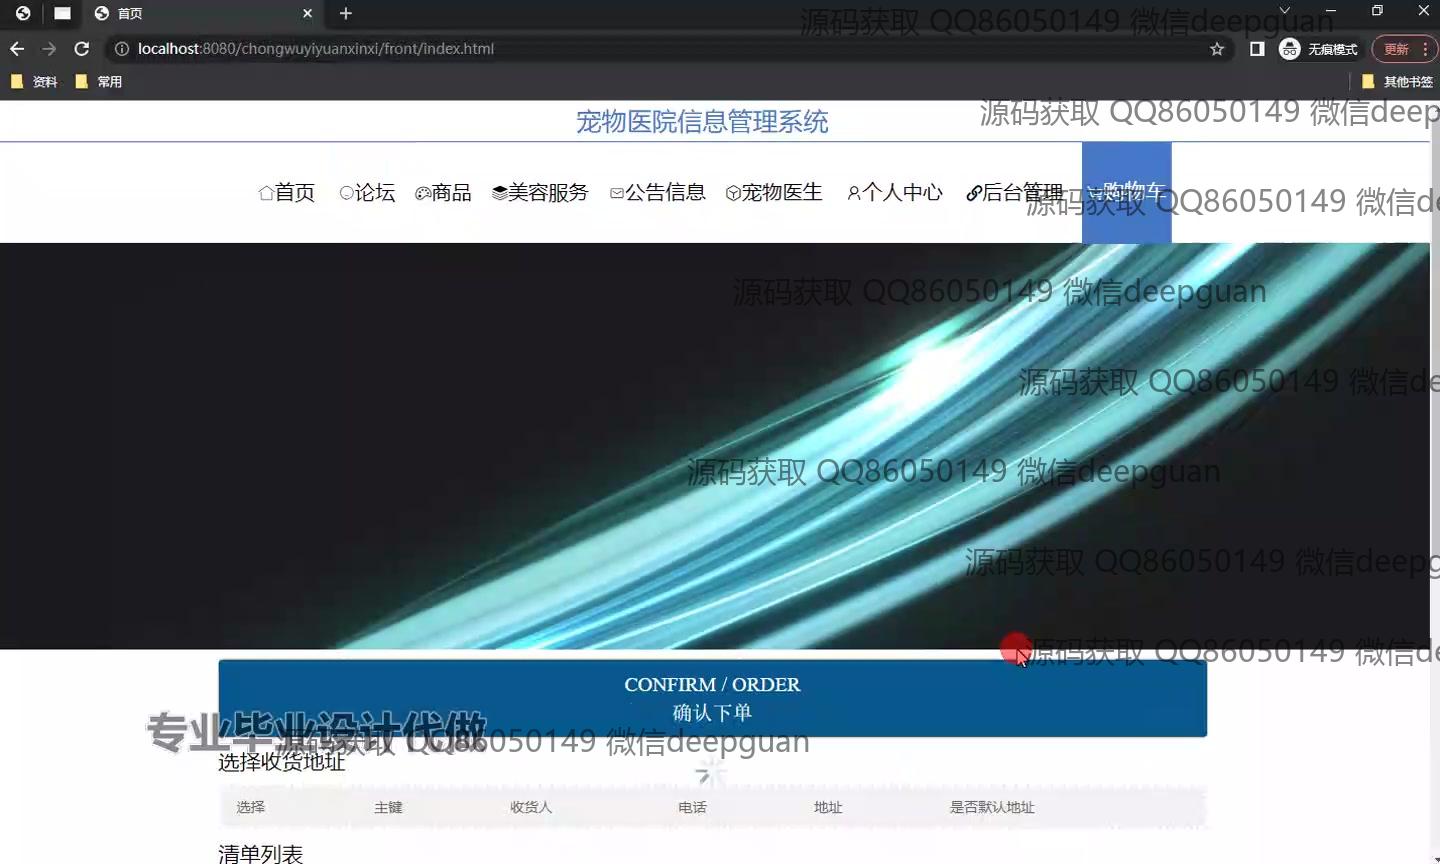 首页
源码获取 QQ86050149 微信deepguan
localhost:8080/chongwuyiyuanxinxi/front/index.html
无痕模式
更新
资料
常用
其他书签
宠物医院信息管理系统
源码获取 QQ86050149 微信deep
首页 论坛 商品 美容服务 公告信息 宠物医生 个人中心 后台管理 购物车
源码获取 QQ86050149 微信de
源码获取 QQ86050149 微信deepguan
源码获取 QQ86050149 微信de
源码获取 QQ86050149 微信deepguan
源码获取 QQ86050149 微信deepg
源码获取 QQ86050149 微信de
CONFIRM / ORDER
确认下单
专业毕业设计代做
源码获取 QQ86050149 微信deepguan
选择收货地址
选择 主键 收货人 电话 地址 是否默认地址
清单列表